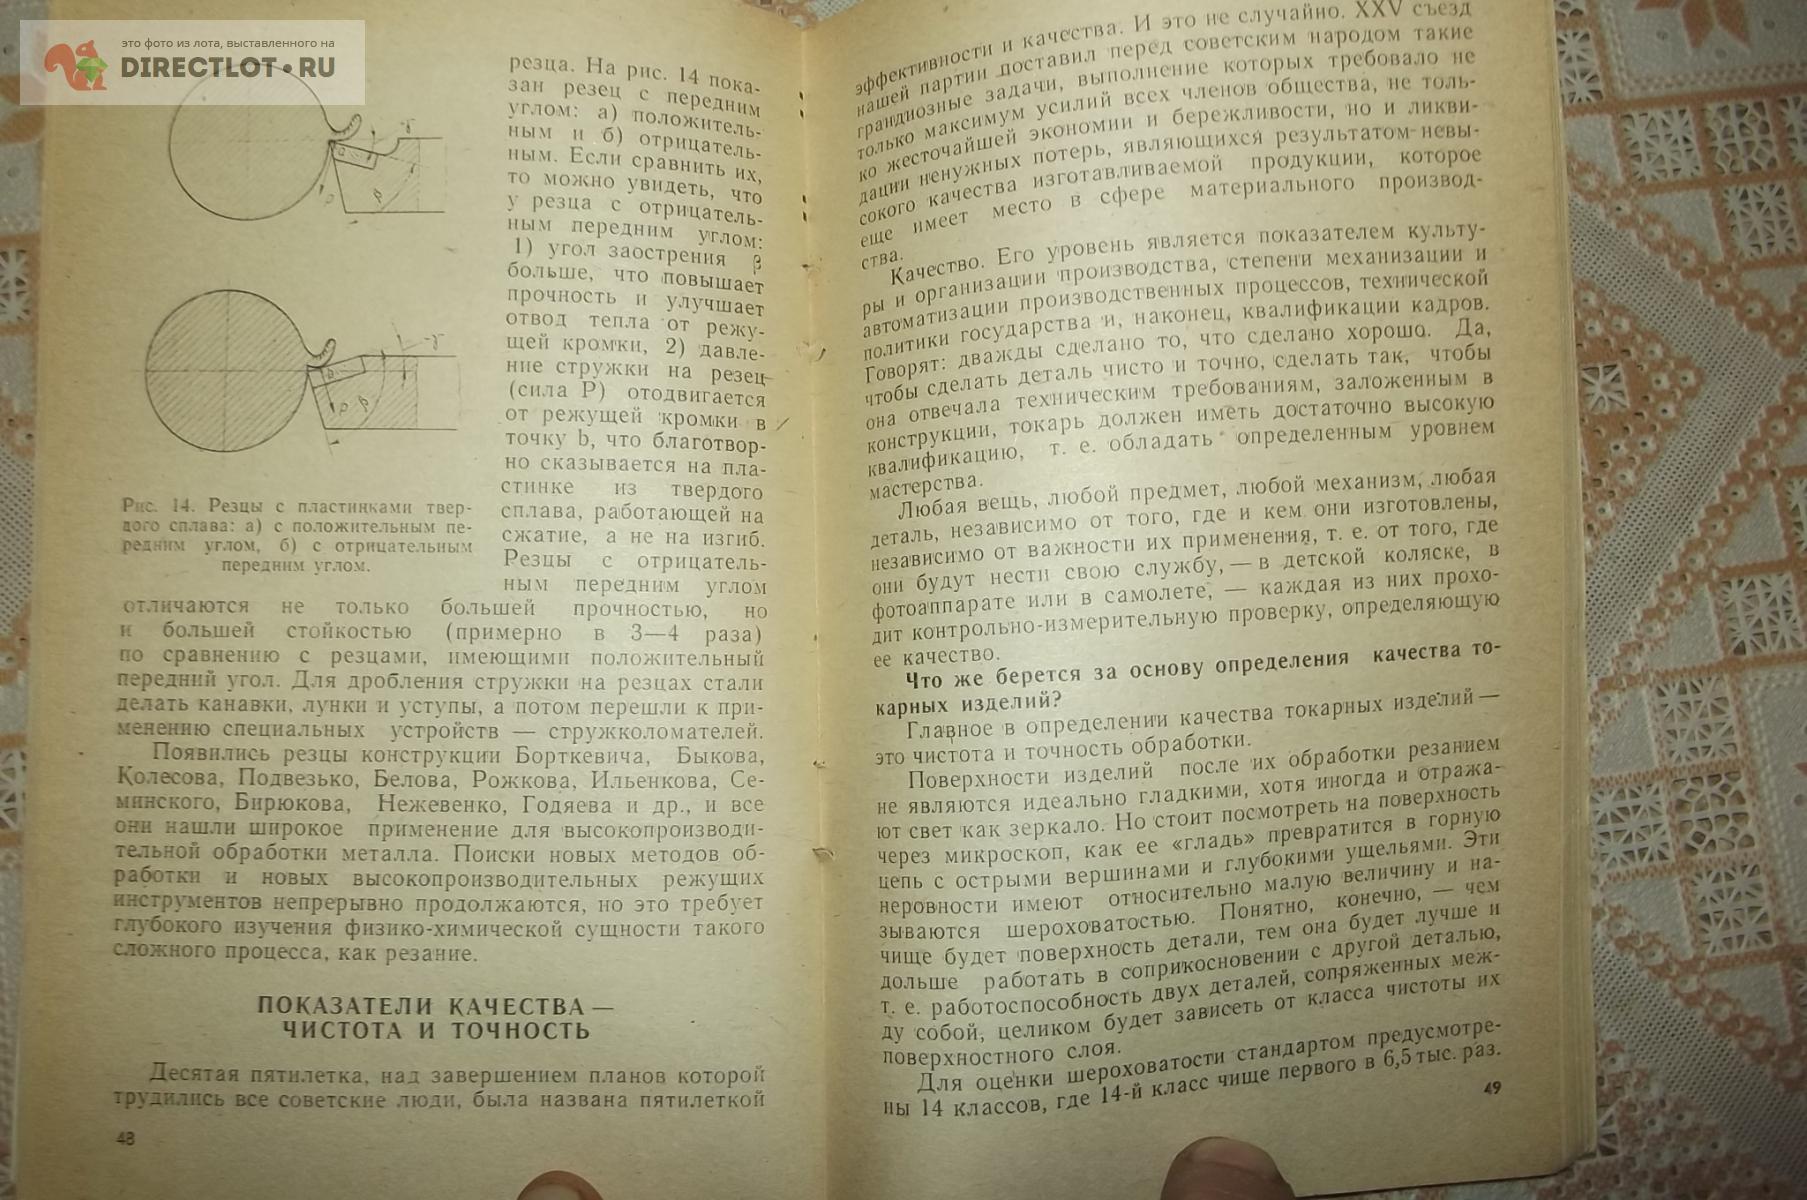 это фото из лота, выставленного на
DIRECTLOT.RU
резца. На рис. 14 пока-
зан резец с передним
углом: а) положитель-
ным и б) отрицатель-
ным. Если сравнить их,
то можно увидеть, что
у резца с отрицатель-
ным передним углом:
1) угол заострения β
больше, что повышает
прочность и улучшает
отвод тепла от режу-
щей кромки, 2) давле-
ние стружки на резец
(сила Р) отодвигается
от режущей кромки в
точку b, что благотвор-
но сказывается на пла-
стинке из твердого
сплава, работающей на
сжатие, а не на изгиб.
Резцы с отрицатель-
ным передним углом
Рис. 14. Резцы с пластинками твер-
дого сплава: а) с положительным пе-
редним углом, б) с отрицательным
передним углом.
отличаются не только большей прочностью, но
и большей стойкостью (примерно в 3—4 раза)
по сравнению с резцами, имеющими положительный
передний угол. Для дробления стружки на резцах стали
делать канавки, лунки и уступы, а потом перешли к при-
менению специальных устройств — стружколомателей.
Появились резцы конструкции Борткевича, Быкова,
Колесова, Подвезько, Белова, Рожкова, Ильенкова, Се-
минского, Бирюкова, Нежевенко, Годяева и др., и все
они нашли широкое применение для высокопроизводи-
тельной обработки металла. Поиски новых методов об-
работки и новых высокопроизводительных режущих
инструментов непрерывно продолжаются, но это требует
глубокого изучения физико-химической сущности такого
сложного процесса, как резание.
ПОКАЗАТЕЛИ КАЧЕСТВА —
ЧИСТОТА И ТОЧНОСТЬ
Десятая пятилетка, над завершением планов которой
трудились все советские люди, была названа пятилеткой
48
эффективности и качества. И это не случайно. XXV съезд
нашей партии поставил перед советским народом такие
грандиозные задачи, выполнение которых требовало не
только максимум усилий всех членов общества, не толь-
ко жесточайшей экономии и бережливости, но и ликви-
дации ненужных потерь, являющихся результатом невы-
сокого качества изготавливаемой продукции, которое
еще имеет место в сфере материального производ-
ства.
Качество. Его уровень является показателем культу-
ры и организации производства, степени механизации и
автоматизации производственных процессов, технической
политики государства и, наконец, квалификации кадров.
Говорят: дважды сделано то, что сделано хорошо. Да,
чтобы сделать деталь чисто и точно, сделать так, чтобы
она отвечала техническим требованиям, заложенным в
конструкции, токарь должен иметь достаточно высокую
квалификацию, т. е. обладать определенным уровнем
мастерства.
Любая вещь, любой предмет, любой механизм, любая
деталь, независимо от того, где и кем они изготовлены,
независимо от важности их применения, т. е. от того, где
они будут нести свою службу, — в детской коляске, в
фотоаппарате или в самолете, — каждая из них прохо-
дит контрольно-измерительную проверку, определяющую
ее качество.
Что же берется за основу определения качества то-
карных изделий?
Главное в определении качества токарных изделий —
это чистота и точность обработки.
Поверхности изделий после их обработки резанием
не являются идеально гладкими, хотя иногда и отража-
ют свет как зеркало. Но стоит посмотреть на поверхность
через микроскоп, как ее «гладь» превратится в горную
цепь с острыми вершинами и глубокими ущельями. Эти
неровности имеют относительно малую величину и на-
зываются шероховатостью. Понятно, конечно, — чем
чище будет поверхность детали, тем она будет лучше и
дольше работать в соприкосновении с другой деталью,
т. е. работоспособность двух деталей, сопряженных меж-
ду собой, целиком будет зависеть от класса чистоты их
поверхностного слоя.
Для оценки шероховатости стандартом предусмотре-
ны 14 классов, где 14-й класс чище первого в 6,5 тыс. раз.
49